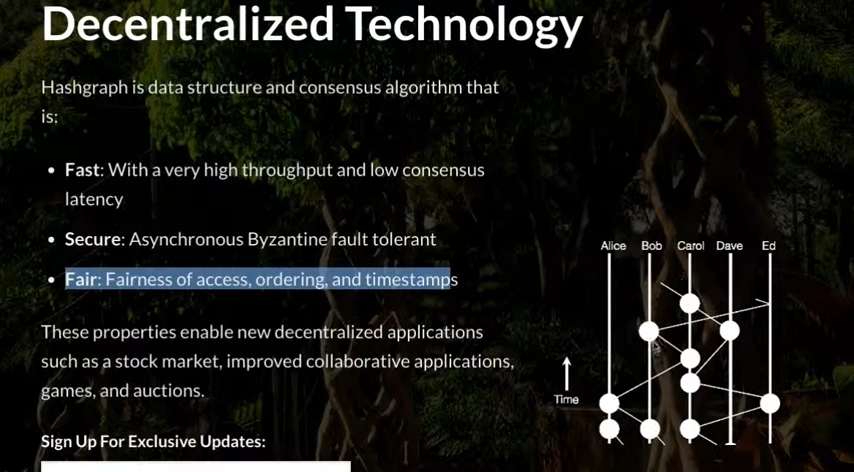 Decentralized Technology
Hashgraph is data structure and consensus algorithm that
is:
• Fast: With a very high throughput and low consensus
latency
• Secure: Asynchronous Byzantine fault tolerant
• Fair: Fairness of access, ordering, and timestamps
These properties enable new decentralized applications
such as a stock market, improved collaborative applications,
games, and auctions.
Sign Up For Exclusive Updates:
Alice Bob Carol Dave Ed
Time